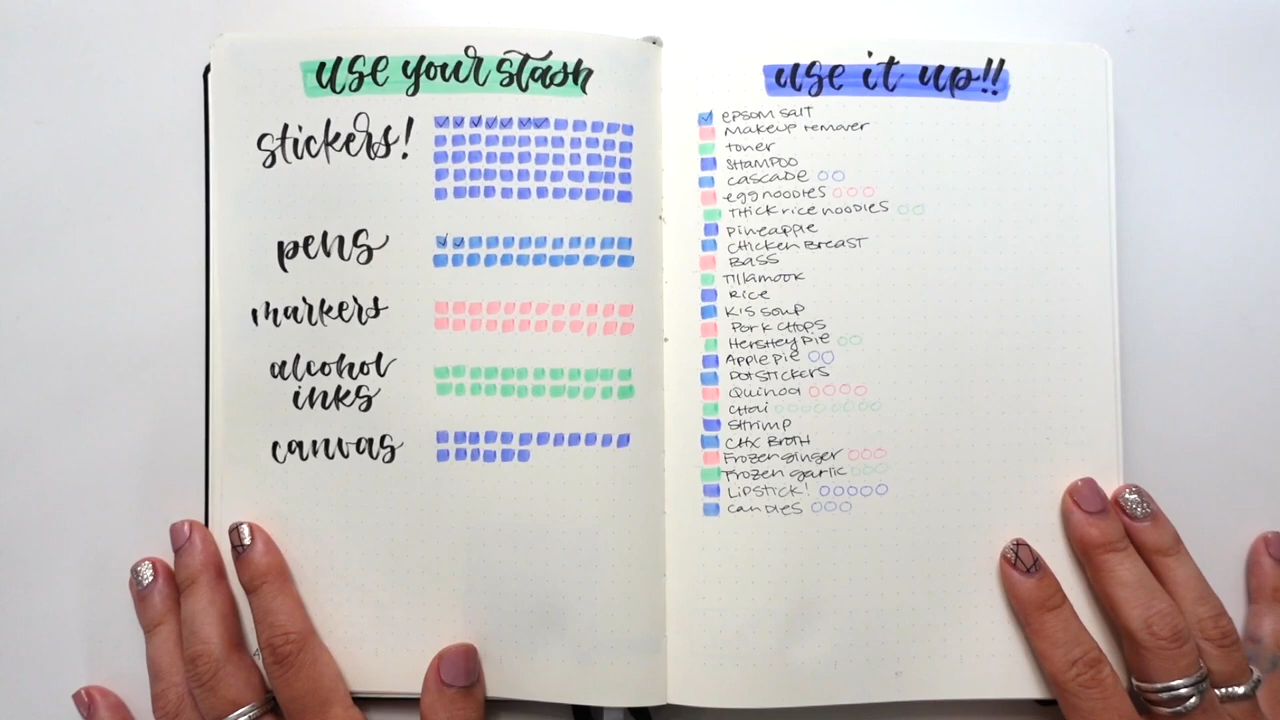 use your stash
stickers!
pens
markers
alcohol
inks
canvas
use it up!!
EPSOM SALT
Makeup remover
toner
SHAMPOO
cascade
egg noodles
THick rice noodles
pineapple
CHICKEN BREAST
BASS
Tillamook
Rice
K'S SOUP
PORK CHOPS
Hershey pie
Apple pie
POTSTICKERS
Quinoa
CHai
SHrimp
CHX BROTH
Frozen ginger
Frozen garlic
LIPSTICK!
candles